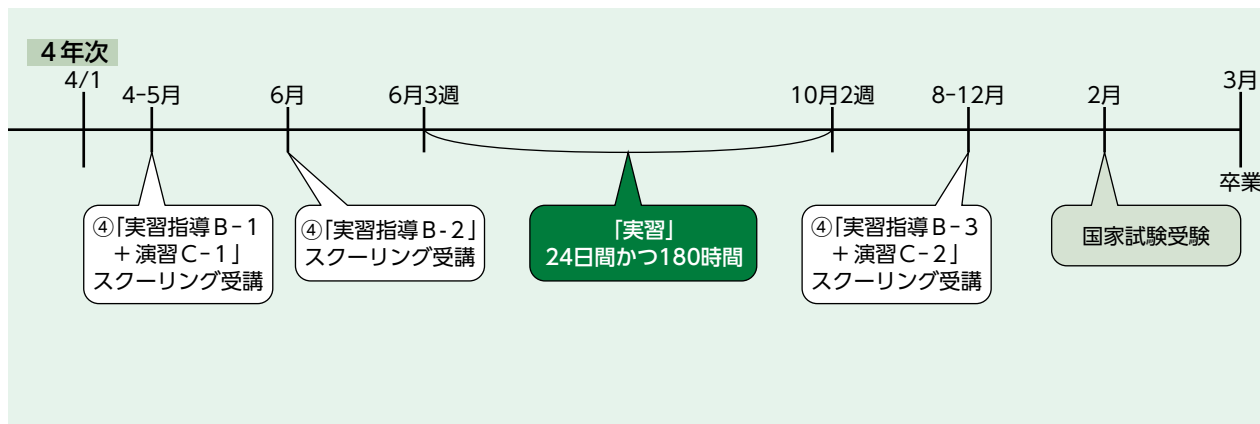 4年次
4/1
4-5月
6月
6月3週
10月2週
8-12月
2月
3月
卒業
④「実習指導B-1
+演習C-1」
スクーリング受講
④「実習指導B-2」
スクーリング受講
「実習」
24日間かつ180時間
④「実習指導B-3
+演習C-2」
スクーリング受講
国家試験受験